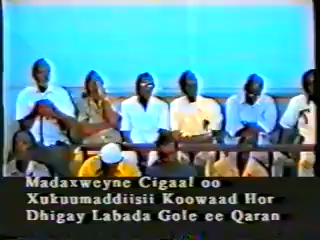 Madaxweyne Cigaal oo
Xukuumaddiisii Koowaad Hor
Dhigay Labada Gole ee Qaran